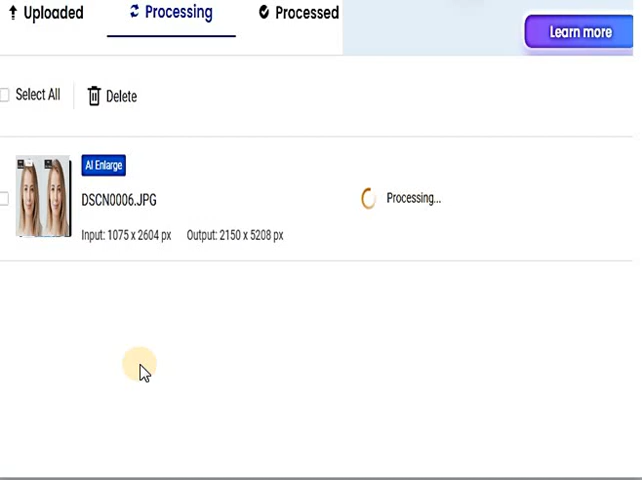 Uploaded Processing Processed
Learn more
Select All Delete
AI Enlarge
DSCN0006.JPG
Processing...
Input: 1075 x 2604 px Output: 2150 x 5208 px